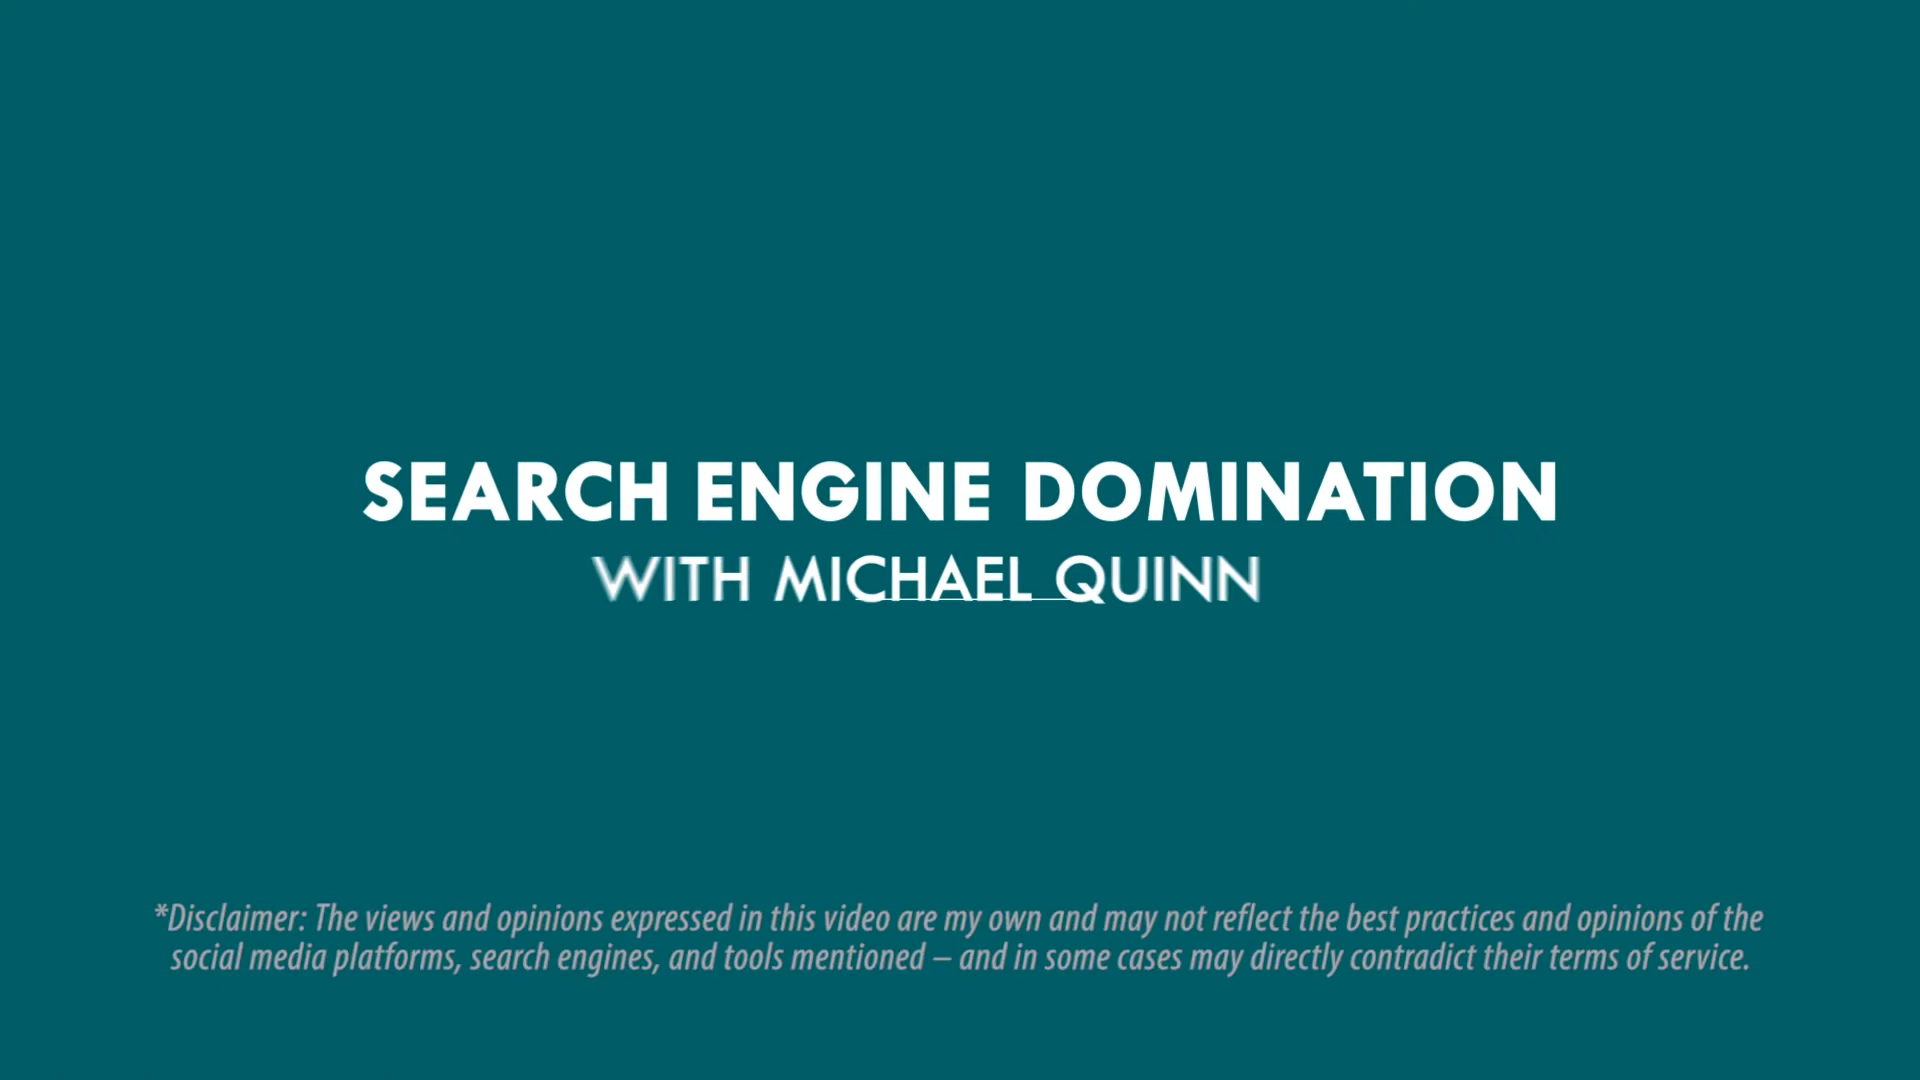 SEARCH ENGINE DOMINATION
WITH MICHAEL QUINN
*Disclaimer: The views and opinions expressed in this video are my own and may not reflect the best practices and opinions of the
social media platforms, search engines, and tools mentioned – and in some cases may directly contradict their terms of service.